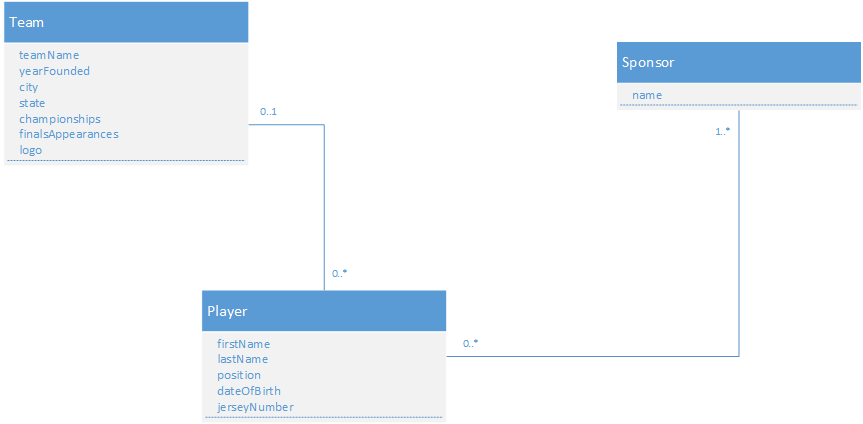 Team
teamName
yearFounded
city
state
championships
finalsAppearances
logo
0..1
Sponsor
name
1..*
0..*
Player
firstName
lastName
position
dateOfBirth
jerseyNumber
0..*